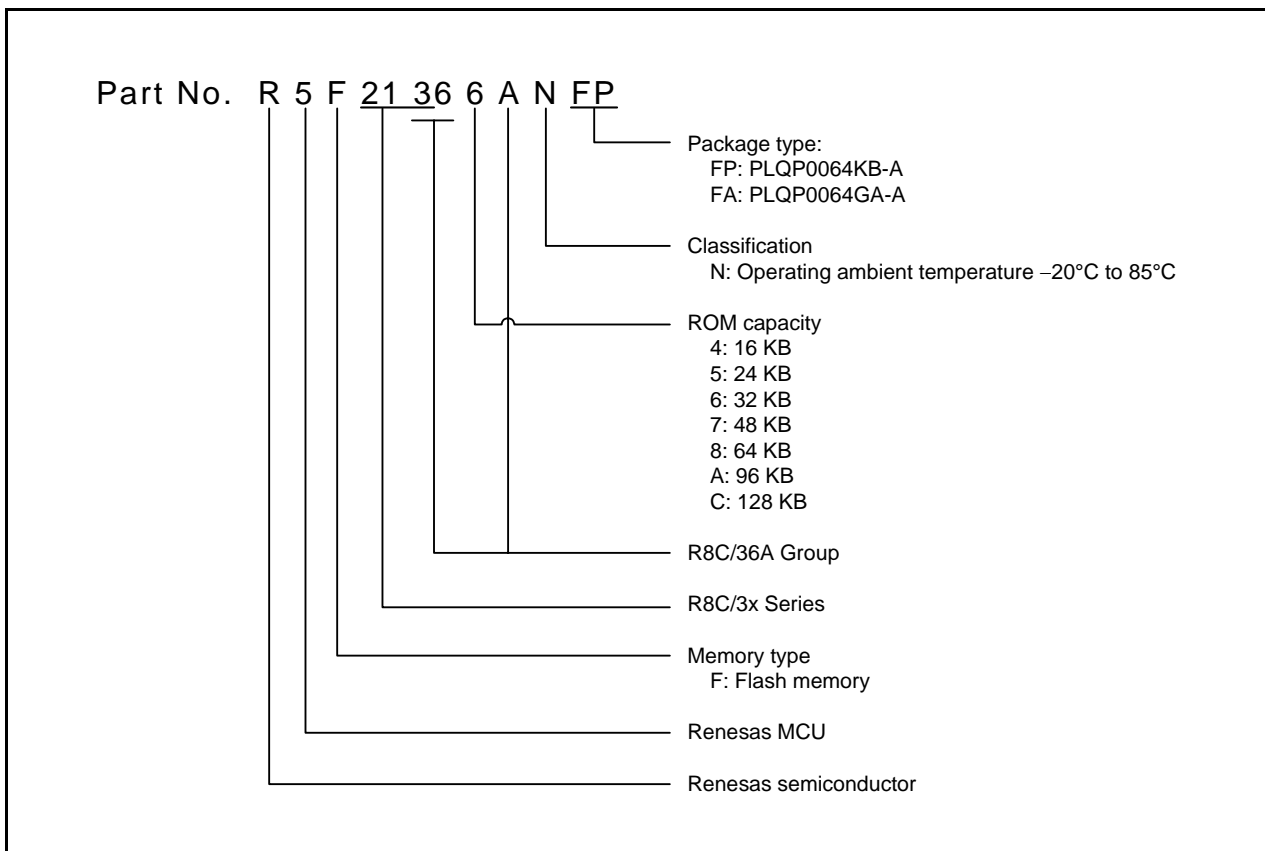 Part No. R 5 F 21 36 6 A N FP
Package type:
FP: PLQP0064KB-A
FA: PLQP0064GA-A
Classification
N: Operating ambient temperature −20°C to 85°C
ROM capacity
4: 16 KB
5: 24 KB
6: 32 KB
7: 48 KB
8: 64 KB
A: 96 KB
C: 128 KB
R8C/36A Group
R8C/3x Series
Memory type
F: Flash memory
Renesas MCU
Renesas semiconductor